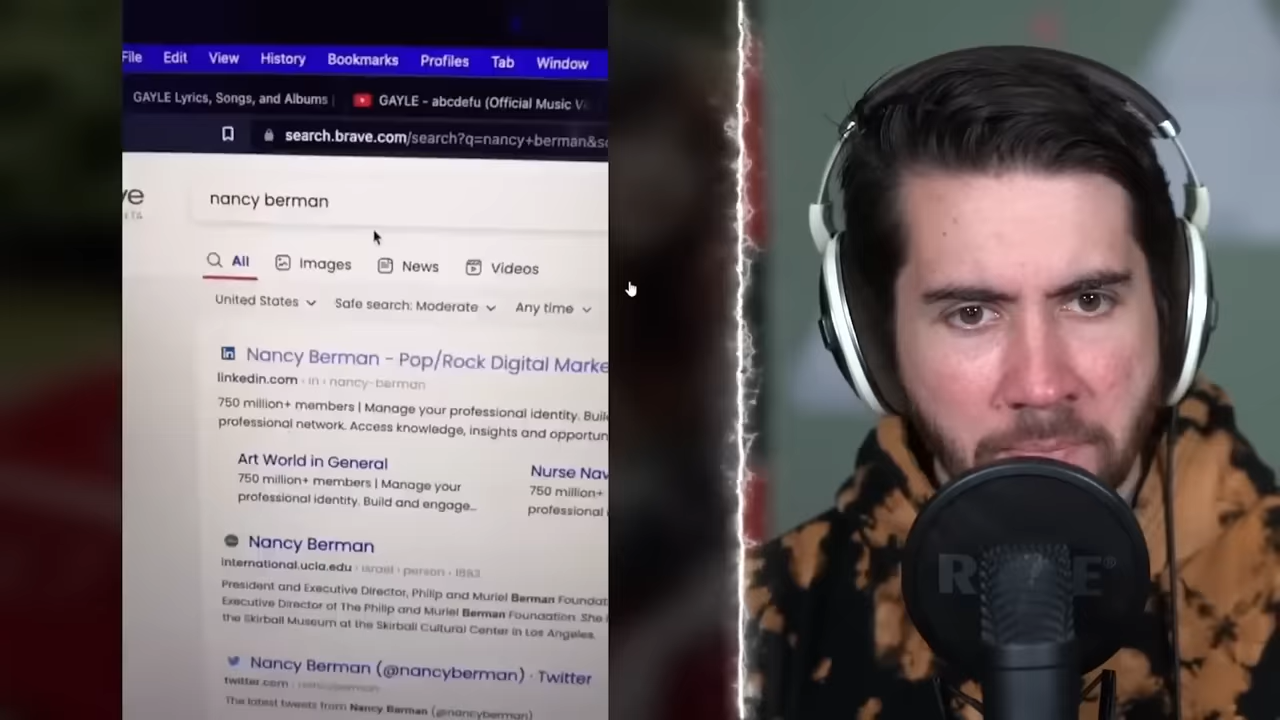 File Edit View History Bookmarks Profiles Tab Window
GAYLE Lyrics, Songs, and Albums GAYLE - abcdefu (Official Music Vi
search.brave.com/search?q=nancy+berman&so
ve
nancy berman
All Images News Videos
United States Safe search: Moderate Any time
Nancy Berman - Pop/Rock Digital Marke
linkedin.com › in › nancy-berman
750 million+ members | Manage your professional identity. Buil
professional network. Access knowledge, insights and opportun
Art World in General
750 million+ members | Manage your
professional identity. Build and engage...
Nurse Nav
750 million+
professional
Nancy Berman
international.ucla.edu › israel › person › 1683
President and Executive Director, Philip and Muriel Berman Foundat
Executive Director of The Philip and Muriel Berman Foundation. She i
the Skirball Museum at the Skirball Cultural Center in Los Angeles.
Nancy Berman (@nancyberman) · Twitter
twitter.com › nancyberman
The latest tweets from Nancy Berman (@nancyberman)